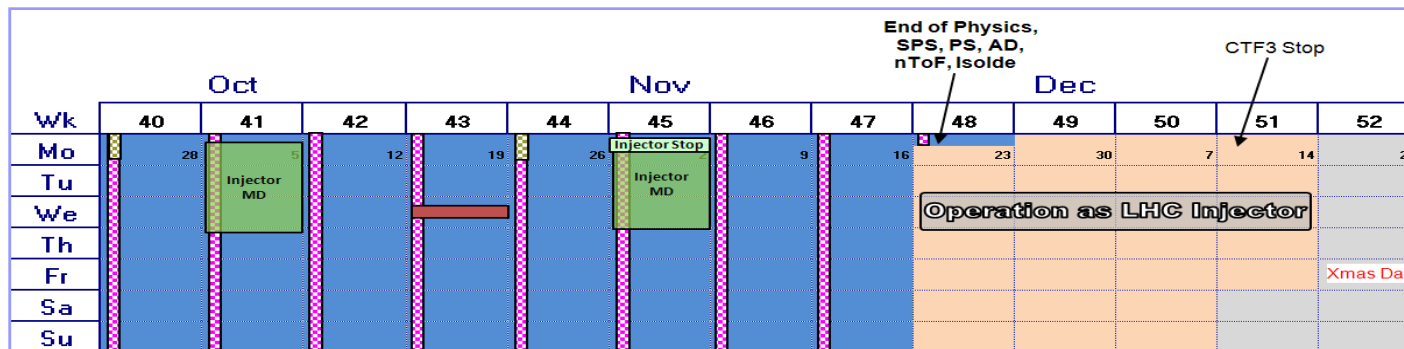 End of Physics,
SPS, PS, AD,
nToF, Isolde
CTF3 Stop
Oct Nov Dec
Wk 40 41 42 43 44 45 46 47 48 49 50 51 52
Injector Stop
Mo 28 5 12 19 26 2 9 16 23 30 7 14 2
Tu Injector Injector
MD MD
We Operation as LHC Injector
Th
Fr Xmas Da
Sa
Su